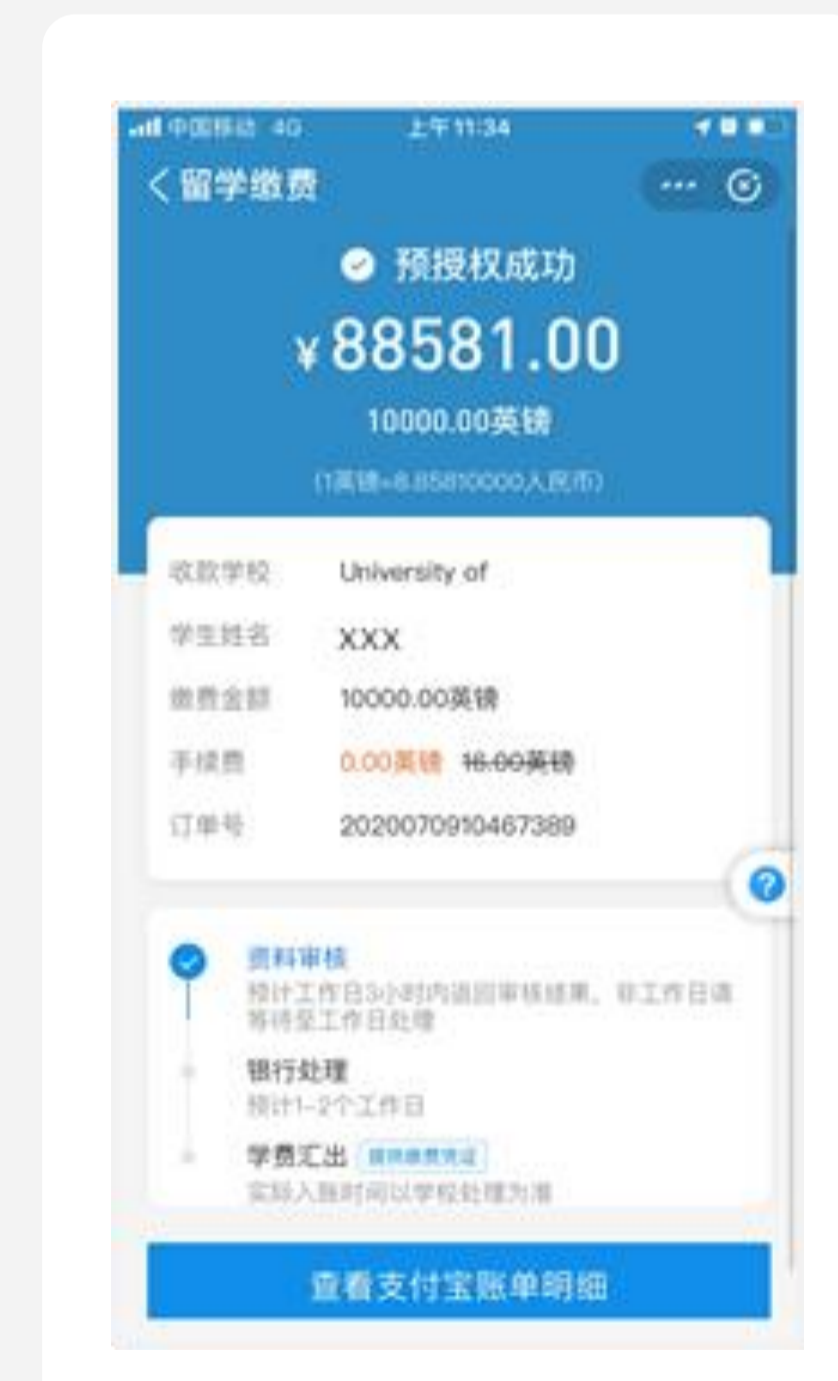 中国移动 4G 上午11:34
留学缴费
预授权成功
¥88581.00
10000.00英镑
(1英镑=8.85810000人民币)
收款学校 University of
学生姓名 XXX
缴费金额 10000.00英镑
手续费 0.00英镑 16.00英镑
订单号 2020070910467389
资料审核
预计工作日3小时内返回审核结果，非工作日请
等待至工作日处理
银行处理
预计1-2个工作日
学费汇出 提供缴费凭证
实际入账时间以学校处理为准
查看支付宝账单明细